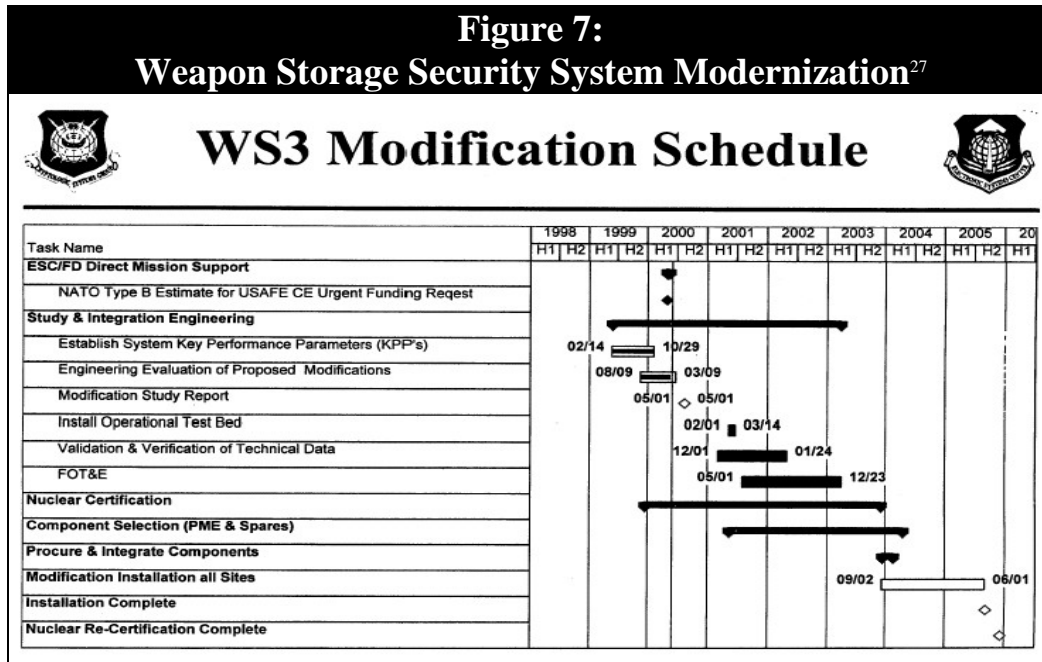 Figure 7:
Weapon Storage Security System Modernization27
WS3 Modification Schedule
1998 1999 2000 2001 2002 2003 2004 2005 20
Task Name H1 H2 H1 H2 H1 H2 H1 H2 H1 H2 H1 H2 H1 H2 H1 H2 H1
ESC/FD Direct Mission Support
NATO Type B Estimate for USAFE CE Urgent Funding Reqest
Study & Integration Engineering
Establish System Key Performance Parameters (KPP's) 02/14 10/29
Engineering Evaluation of Proposed Modifications 08/09 03/09
Modification Study Report 05/01 05/01
Install Operational Test Bed 02/01 03/14
Validation & Verification of Technical Data 12/01 01/24
FOT&E 05/01 12/23
Nuclear Certification
Component Selection (PME & Spares)
Procure & Integrate Components
Modification Installation all Sites 09/02 06/01
Installation Complete
Nuclear Re-Certification Complete